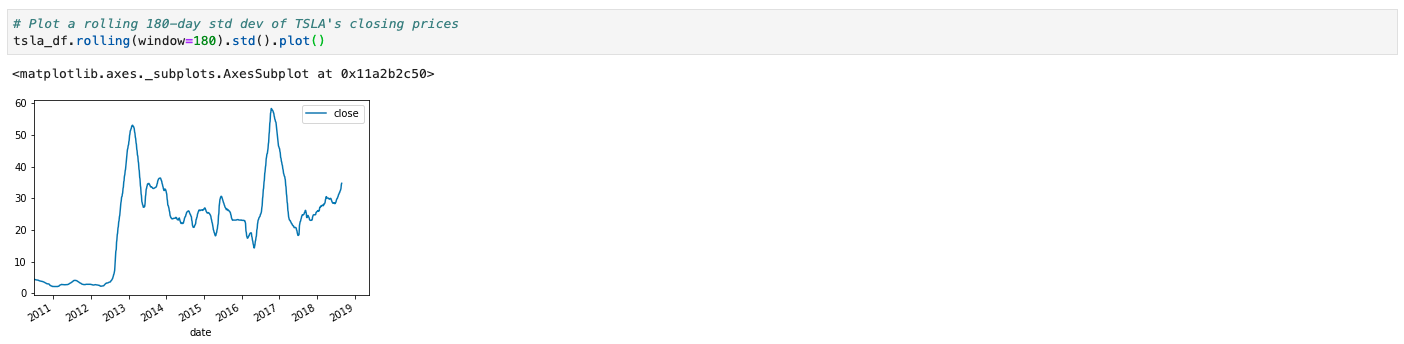 # Plot a rolling 180-day std dev of TSLA's closing prices
tsla_df.rolling(window=180).std().plot()
<matplotlib.axes._subplots.AxesSubplot at 0x11a2b2c50>
close
60
50
40
30
20
10
0
2011 2012 2013 2014 2015 2016 2017 2018 2019
date